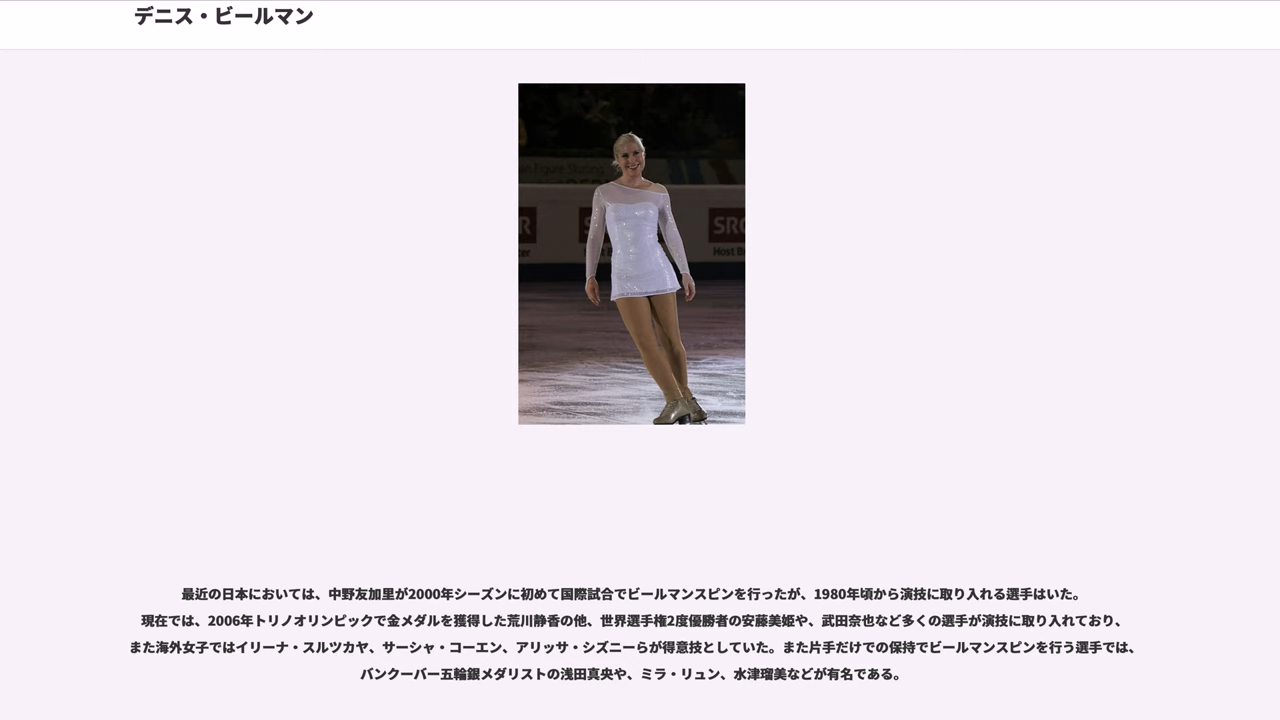 デニス・ビールマン
Figure Skating
R
SRG
cer
Host B
最近の日本においては、中野友加里が2000年シーズンに初めて国際試合でビールマンスピンを行ったが、1980年頃から演技に取り入れる選手はいた。
現在では、2006年トリノオリンピックで金メダルを獲得した荒川静香の他、世界選手権2度優勝者の安藤美姫や、武田奈也など多くの選手が演技に取り入れており、
また海外女子ではイリーナ・スルツカヤ、サーシャ・コーエン、アリッサ・シズニーらが得意技としていた。また片手だけでの保持でビールマンスピンを行う選手では、
バンクーバー五輪銀メダリストの浅田真央や、ミラ・リュン、水津瑠美などが有名である。